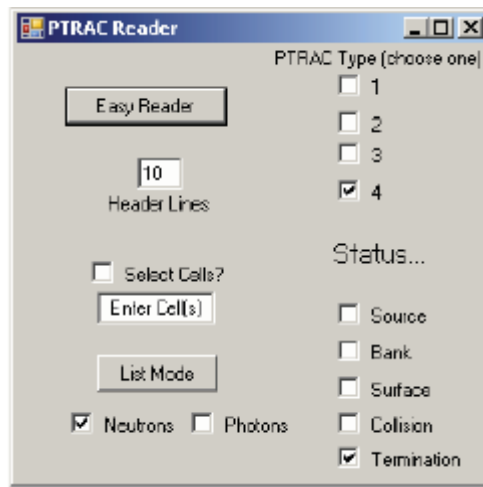 PTRAC Reader
PTRAC Type (choose one)
1
Easy Reader
2
3
10
4
Header Lines
Status...
Select Cells?
Enter Cell(s)
Source
Bank
List Mode
Surface
Neutrons Photons
Collision
Termination